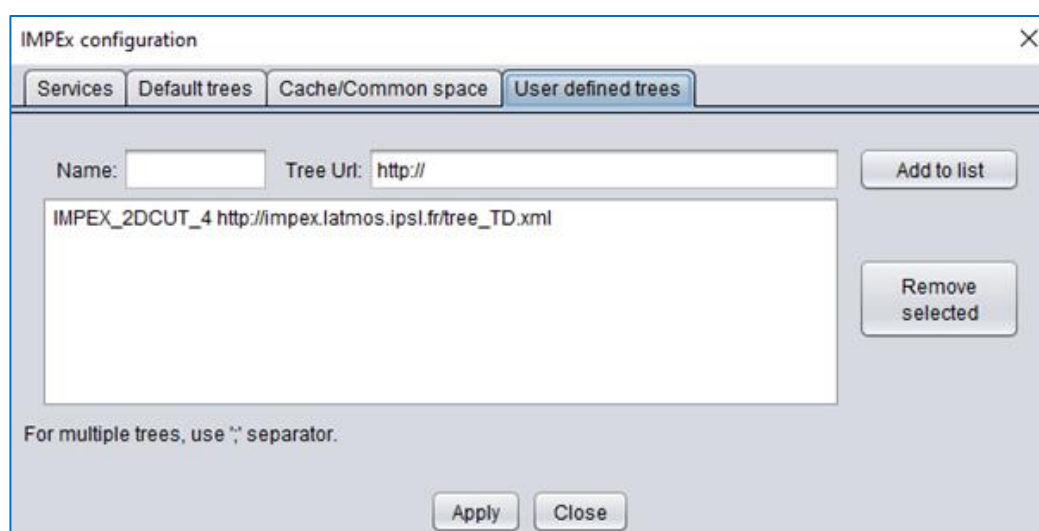 IMPEx configuration
Services Default trees Cache/Common space User defined trees
Name: Tree Url: http:// Add to list
IMPEX_2DCUT_4 http://impex.latmos.ipsl.fr/tree_TD.xml
Remove
selected
For multiple trees, use ';' separator.
Apply Close